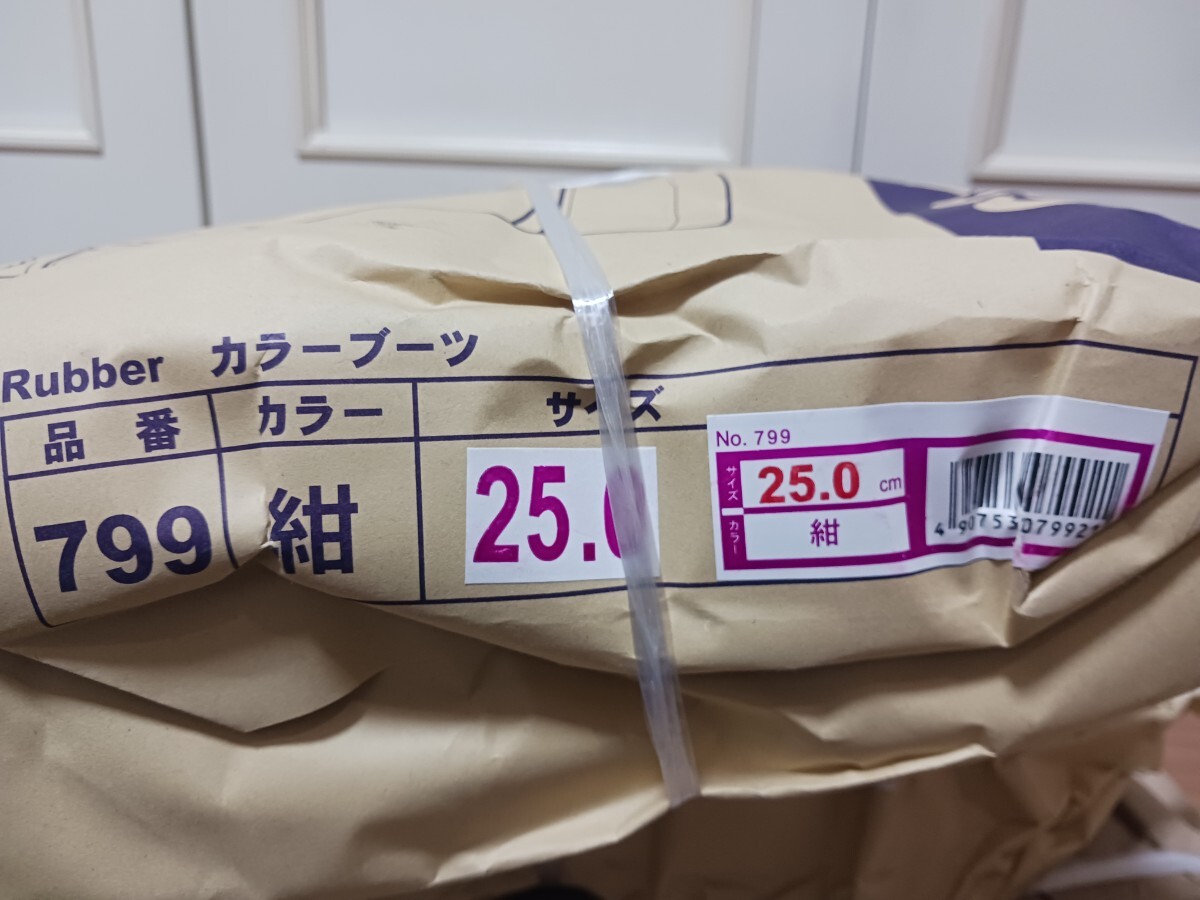 Rubber カラーブーツ
品番 カラー サイズ
799 紺 25.0
No. 799
サイズ 25.0 cm
カラー 紺